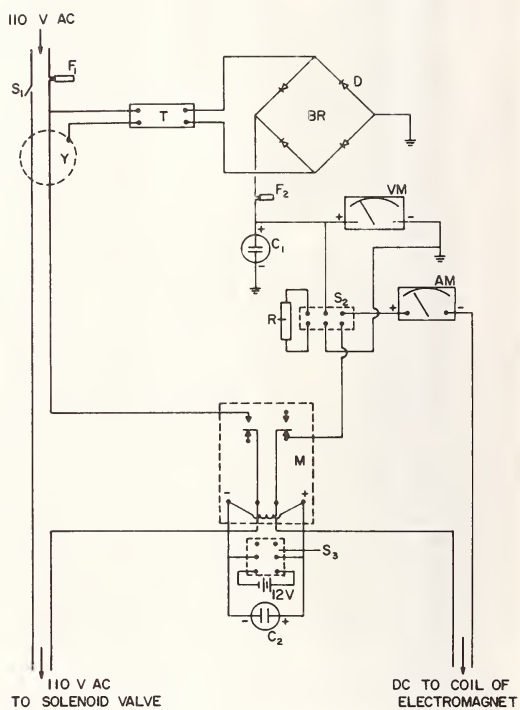 110 V AC
F1
S1
Y
T
D
BR
F2
VM
+ -
+
C1
-
AM
S2
+ -
R
M
- +
S3
12V
- +
C2
110 V AC
TO SOLENOID VALVE
DC TO COIL OF
ELECTROMAGNET